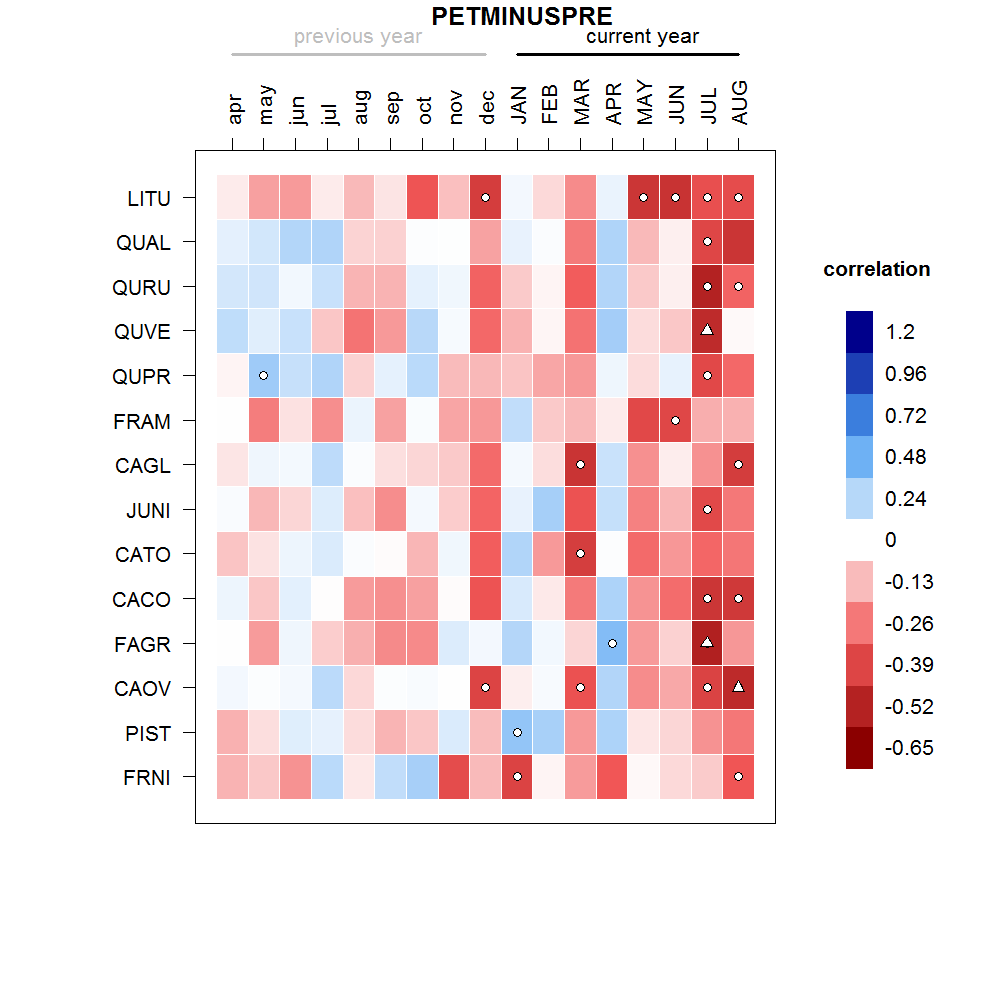 PETMINUSPRE
previous year
current year
apr may jun jul aug sep oct nov dec JAN FEB MAR APR MAY JUN JUL AUG
LITU
QUAL
QURU
QUVE
QUPR
FRAM
CAGL
JUNI
CATO
CACO
FAGR
CAOV
PIST
FRNI
correlation
1.2
0.96
0.72
0.48
0.24
0
-0.13
-0.26
-0.39
-0.52
-0.65